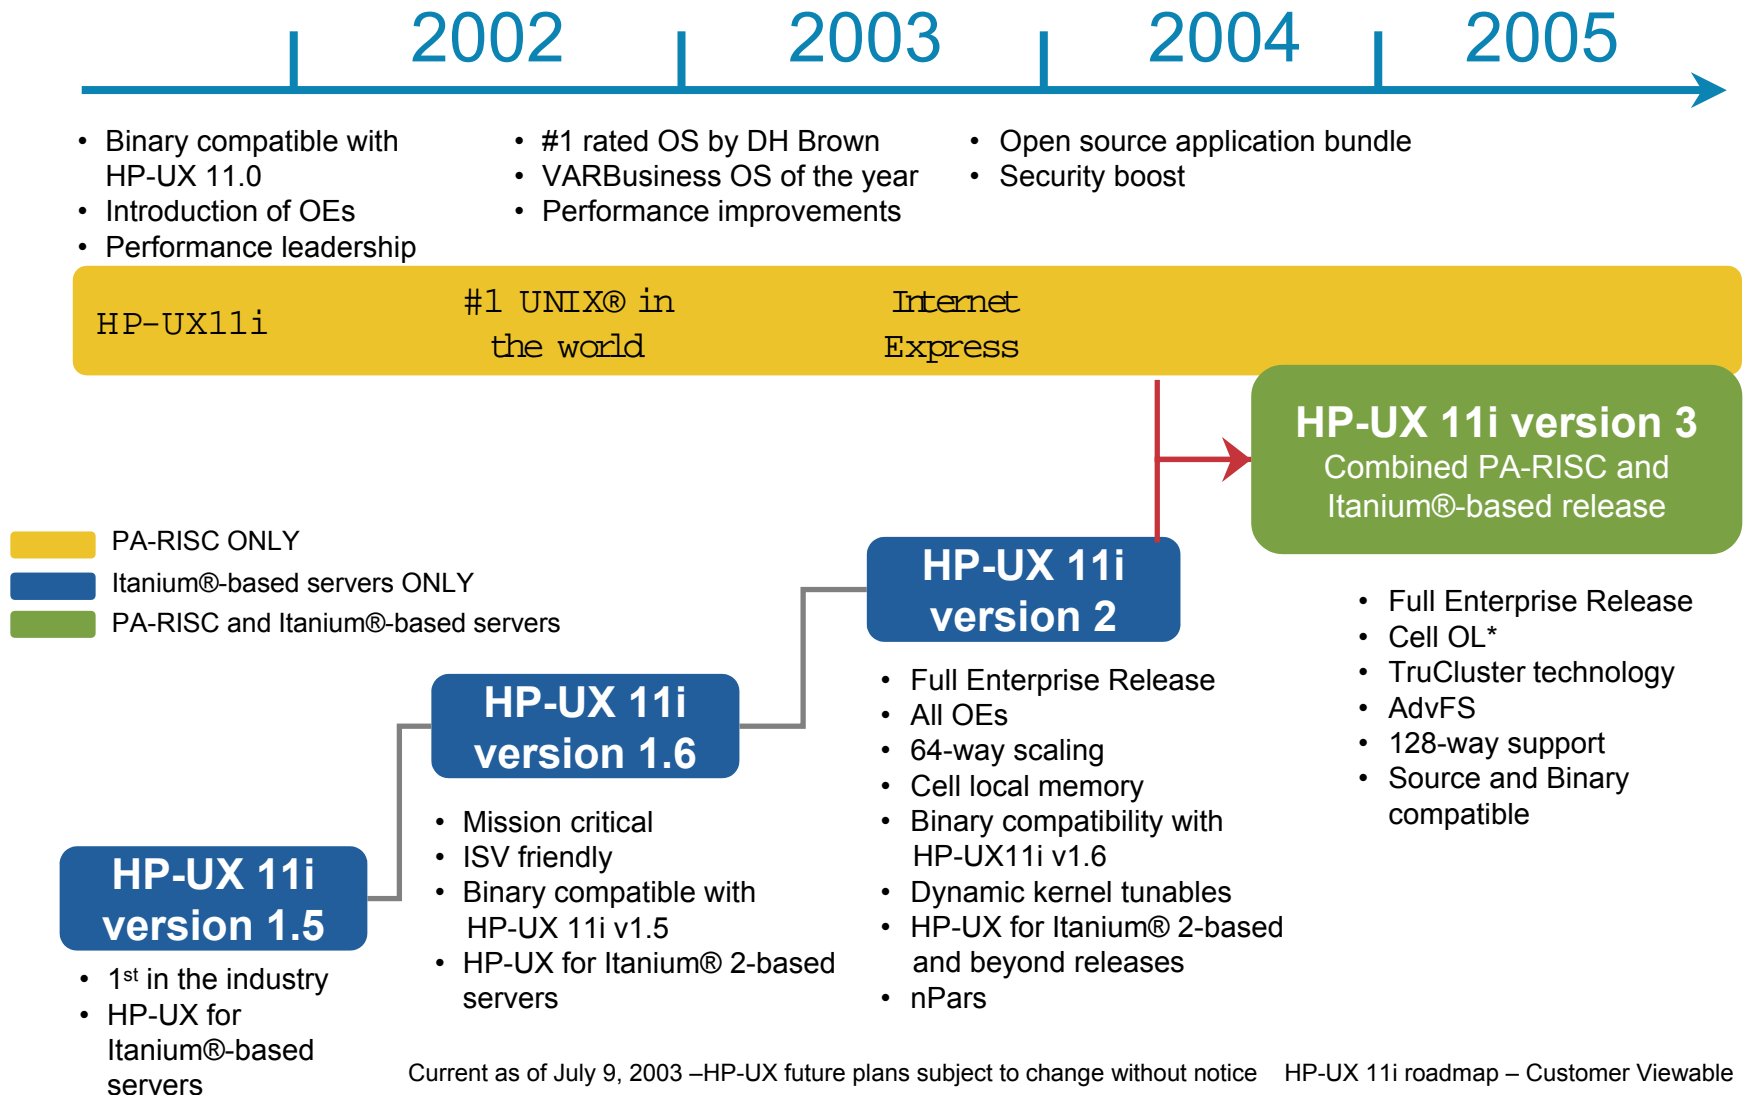 2002
2003
2004
2005
• Binary compatible with
HP-UX 11.0
• Introduction of OEs
• Performance leadership
• #1 rated OS by DH Brown
• VARBusiness OS of the year
• Performance improvements
• Open source application bundle
• Security boost
HP-UX11i
#1 UNIX® in
the world
Internet
Express
HP-UX 11i version 3
Combined PA-RISC and
Itanium®-based release
PA-RISC ONLY
Itanium®-based servers ONLY
PA-RISC and Itanium®-based servers
HP-UX 11i
version 2
• Full Enterprise Release
• Cell OL*
• TruCluster technology
• AdvFS
• 128-way support
• Source and Binary
compatible
HP-UX 11i
version 1.6
• Full Enterprise Release
• All OEs
• 64-way scaling
• Cell local memory
• Binary compatibility with
HP-UX11i v1.6
• Dynamic kernel tunables
• HP-UX for Itanium® 2-based
and beyond releases
• nPars
• Mission critical
• ISV friendly
• Binary compatible with
HP-UX 11i v1.5
• HP-UX for Itanium® 2-based
servers
HP-UX 11i
version 1.5
• 1st in the industry
• HP-UX for
Itanium®-based
servers
Current as of July 9, 2003 –HP-UX future plans subject to change without notice
HP-UX 11i roadmap – Customer Viewable